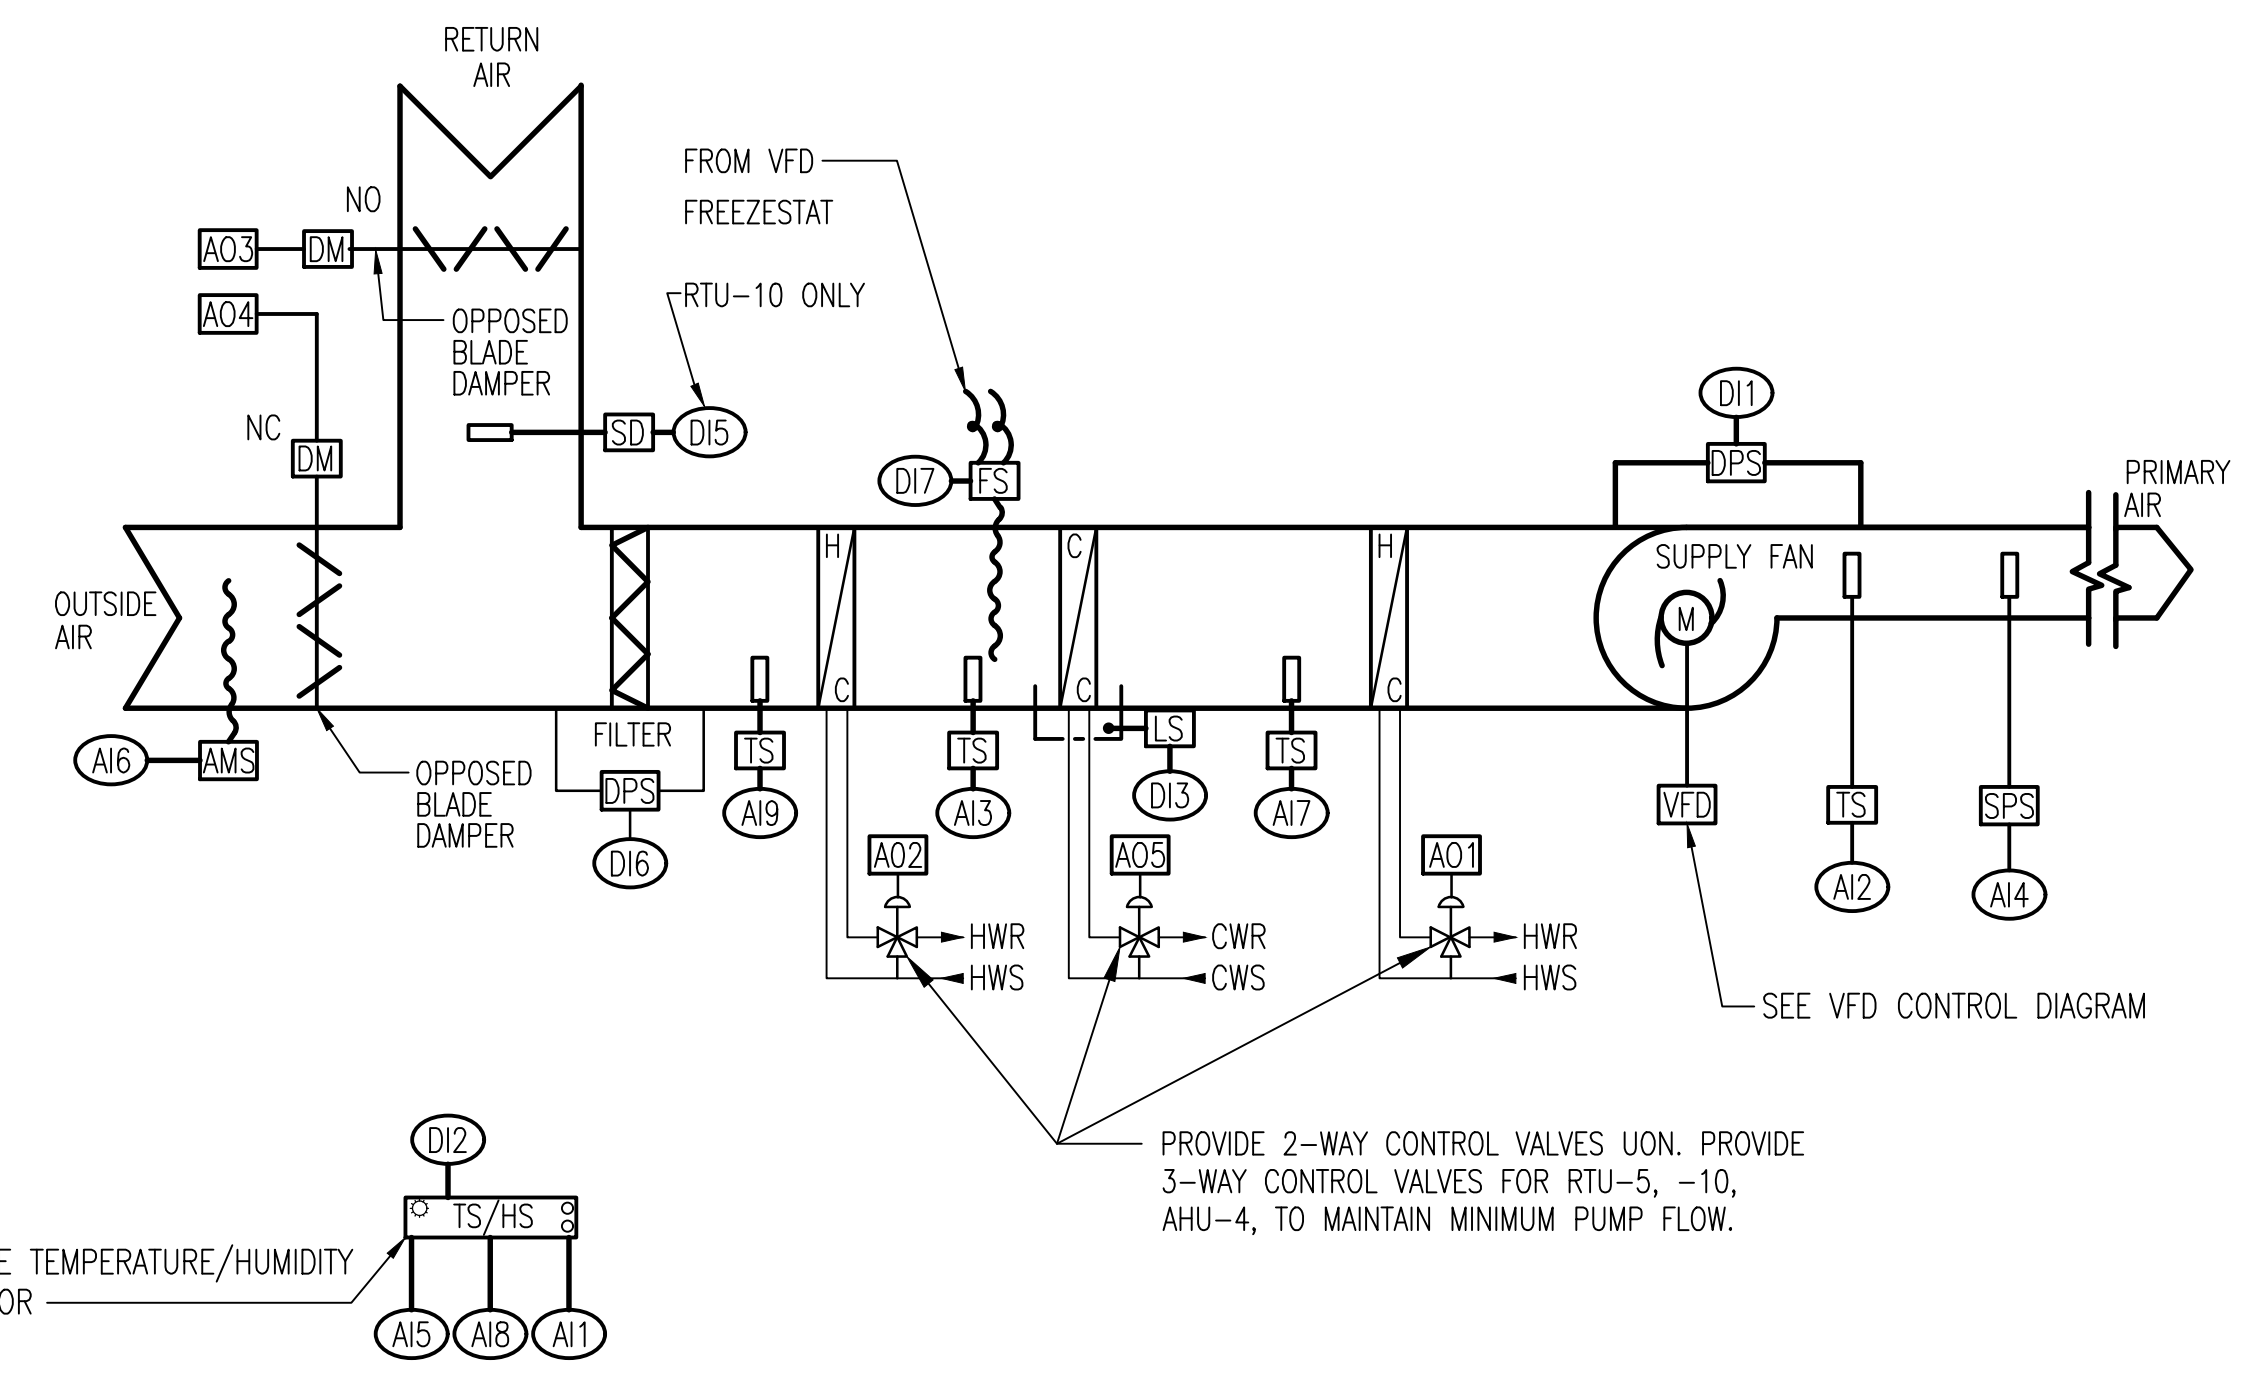 RETURN
AIR
NO
FROM VFD
FREEZESTAT
AO3
DM
AO4
RTU-10 ONLY
OPPOSED
BLADE
DAMPER
NC
DM
SD
DI5
DI7
FS
DI1
DPS
PRIMARY
AIR
OUTSIDE
AIR
H
C
C
C
H
C
SUPPLY FAN
M
AI6
AMS
OPPOSED
BLADE
DAMPER
FILTER
DPS
DI6
TS
AI9
TS
AI3
LS
DI3
TS
AI7
VFD
TS
AI2
SPS
AI4
AO2
AO5
AO1
HWR
HWS
CWR
CWS
HWR
HWS
SEE VFD CONTROL DIAGRAM
PROVIDE 2-WAY CONTROL VALVES UON. PROVIDE
3-WAY CONTROL VALVES FOR RTU-5, -10,
AHU-4, TO MAINTAIN MINIMUM PUMP FLOW.
DI2
TS/HS
E TEMPERATURE/HUMIDITY
OR
AI5
AI8
AI1